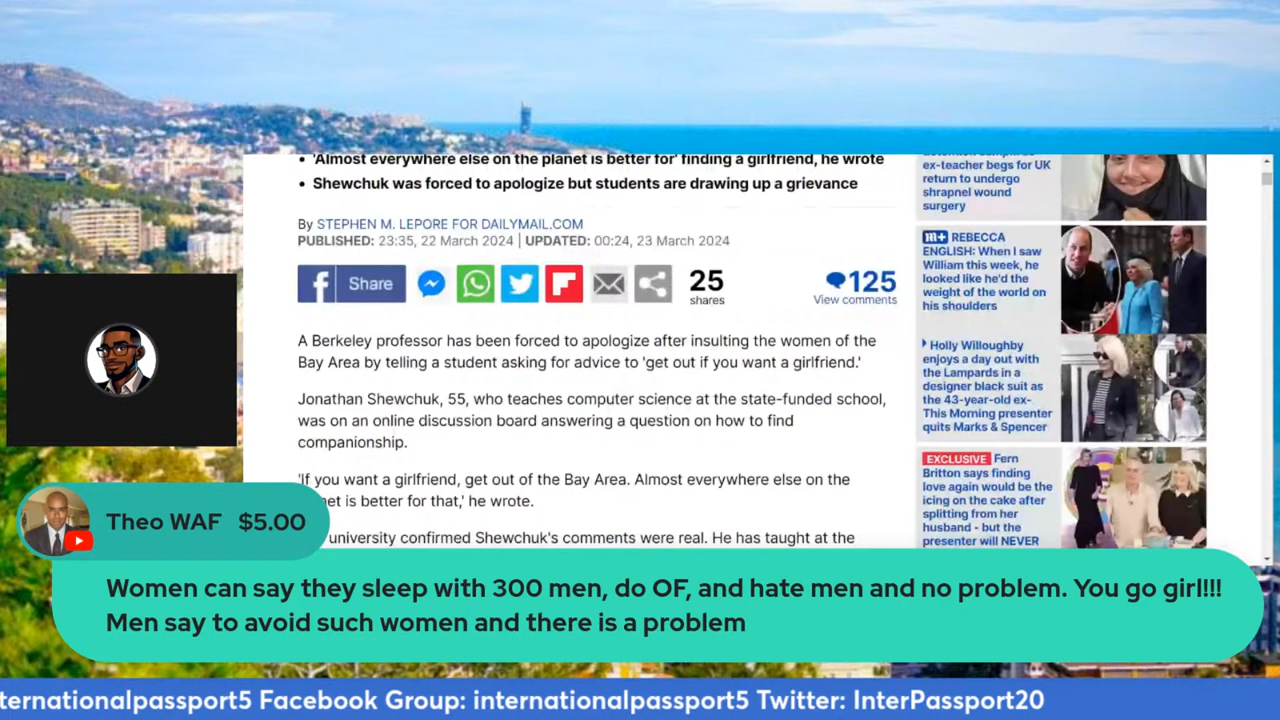 'Almost everywhere else on the planet is better for' finding a girlfriend, he wrote
Shewchuk was forced to apologize but students are drawing up a grievance
By STEPHEN M. LEPORE FOR DAILYMAIL.COM
PUBLISHED: 23:35, 22 March 2024 | UPDATED: 00:24, 23 March 2024
f Share
25
shares
125
View comments
A Berkeley professor has been forced to apologize after insulting the women of the
Bay Area by telling a student asking for advice to 'get out if you want a girlfriend.'
Jonathan Shewchuk, 55, who teaches computer science at the state-funded school,
was on an online discussion board answering a question on how to find
companionship.
'If you want a girlfriend, get out of the Bay Area. Almost everywhere else on the
is better for that,' he wrote.
university confirmed Shewchuk's comments were real. He has taught at the
ex-teacher begs for UK
return to undergo
shrapnel wound
surgery
m+ REBECCA
ENGLISH: When I saw
William this week, he
looked like he'd the
weight of the world on
his shoulders
Holly Willoughby
enjoys a day out with
the Lampards in a
designer black suit as
the 43-year-old ex-
This Morning presenter
quits Marks & Spencer
EXCLUSIVE Fern
Britton says finding
love again would be the
icing on the cake after
splitting from her
husband - but the
presenter will NEVER
Theo WAF $5.00
Women can say they sleep with 300 men, do OF, and hate men and no problem. You go girl!!!
Men say to avoid such women and there is a problem
ternationalpassport5 Facebook Group: internationalpassport5 Twitter: InterPassport20